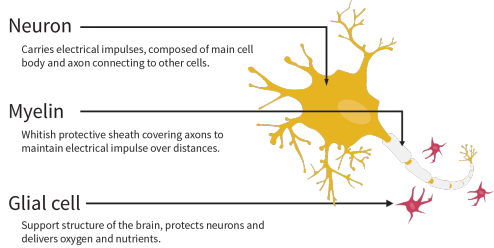 Neuron
Carries electrical impulses, composed of main cell
body and axon connecting to other cells.
Myelin
Whitish protective sheath covering axons to
maintain electrical impulse over distances.
Glial cell
Support structure of the brain, protects neurons and
delivers oxygen and nutrients.